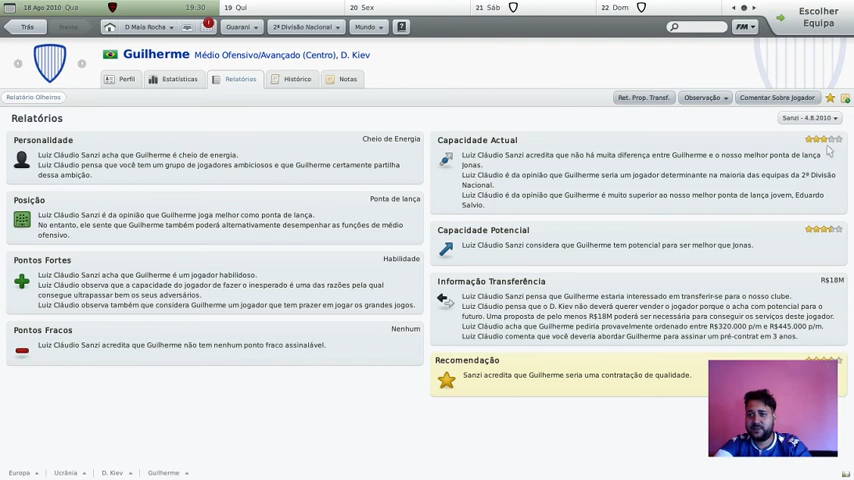 18 Ago 2010 Qua
19:30
19 Qui
20 Sex
21 Sáb
22 Dom
Trás
D Maia Rocha
Guarani
2ª Divisão Nacional
Mundo
FM
Escolher
Equipa
Guilherme Médio Ofensivo/Avançado (Centro), D. Kiev
Perfil
Estatísticas
Relatórios
Histórico
Notas
Relatório Olheiros
Ret. Prop. Transf.
Observação
Comentar Sobre Jogador
Relatórios
Sanzi - 4.8.2010
Personalidade
Cheio de Energia
Luiz Cláudio Sanzi acha que Guilherme é cheio de energia.
Luiz Cláudio pensa que você tem um grupo de jogadores ambiciosos e que Guilherme certamente partilha
dessa ambição.
Posição
Ponta de lança
Luiz Cláudio Sanzi é da opinião que Guilherme joga melhor como ponta de lança.
No entanto, ele sente que Guilherme também poderá alternativamente desempenhar as funções de médio
ofensivo.
Pontos Fortes
Habilidade
Luiz Cláudio Sanzi acha que Guilherme é um jogador habilidoso.
Luiz Cláudio observa que a capacidade do jogador de fazer o inesperado é uma das razões pela qual
consegue ultrapassar bem os seus adversários.
Luiz Cláudio observa também que considera Guilherme um jogador que tem prazer em jogar os grandes jogos.
Pontos Fracos
Nenhum
Luiz Cláudio Sanzi acredita que Guilherme não tem nenhum ponto fraco assinalável.
Capacidade Actual
Luiz Cláudio Sanzi acredita que não há muita diferença entre Guilherme e o nosso melhor ponta de lança
Jonas.
Luiz Cláudio é da opinião que Guilherme seria um jogador determinante na maioria das equipas da 2ª Divisão
Nacional.
Luiz Cláudio é da opinião que Guilherme é muito superior ao nosso melhor ponta de lança jovem, Eduardo
Salvio.
Capacidade Potencial
Luiz Cláudio Sanzi considera que Guilherme tem potencial para ser melhor que Jonas.
Informação Transferência
R$18M
Luiz Cláudio Sanzi pensa que Guilherme estaria interessado em transferir-se para o nosso clube.
Luiz Cláudio pensa que o D. Kiev não deverá querer vender o jogador porque o acha com potencial para o
futuro. Uma proposta de pelo menos R$18M poderá ser necessária para conseguir os serviços deste jogador.
Luiz Cláudio acha que Guilherme pediria provavelmente ordenado entre R$320.000 p/m e R$445.000 p/m.
Luiz Cláudio comenta que você deveria abordar Guilherme para assinar um pré-contrat em 3 anos.
Recomendação
Sanzi acredita que Guilherme seria uma contratação de qualidade.
Europa
Ucrânia
D. Kiev
Guilherme